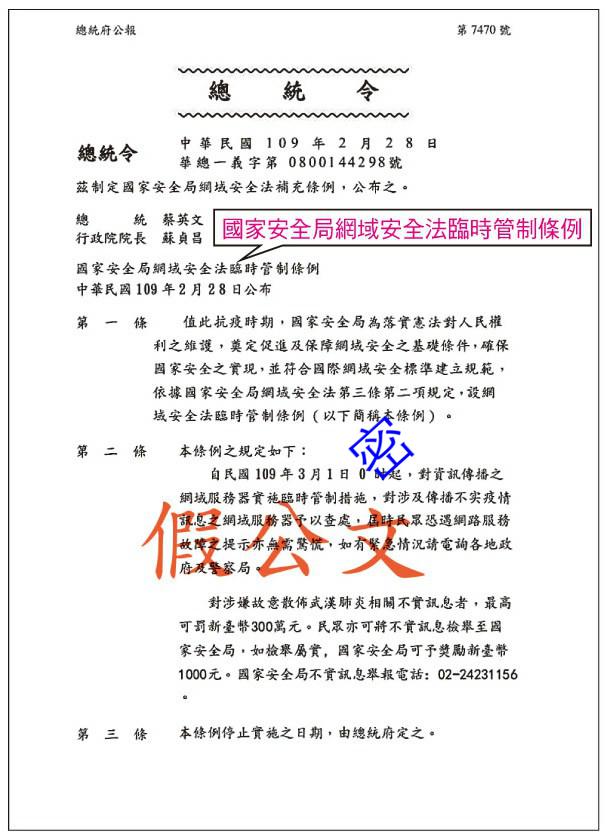 總統府公報 第 7470 號
總 統 令
總統令 中華民國 109 年 2 月 28 日
華總一義字第 0800144298號
茲制定國家安全局網域安全法補充條例，公布之。
總 統 蔡英文
行政院院長 蘇貞昌
國家安全局網域安全法臨時管制條例
國家安全局網域安全法臨時管制條例
中華民國 109 年 2 月 2 8 日公布
第 一 條 值此抗疫時期，國家安全局為落實憲法對人民權
利之維護，奠定促進及保障網域安全之基礎條件，確保
國家安全之實現，並符合國際網域安全標準建立規範，
依據國家安全局網域安全法第三條第二項規定，設網
域安全法臨時管制條例（以下簡稱本條例）。
第 二 條 本條例之規定如下：
自民國 109 年 3 月 1 日 0 時起，對資訊傳播之
網域服務器實施臨時管制措施，對涉及傳播不實疫情
訊息之網域服務器予以查處，屆時民眾恐遇網路服務
故障之提示亦無需驚慌，如有緊急情況請電詢各地政
府及警察局。
密
假公文
對涉嫌故意散佈武漢肺炎相關不實訊息者，最高
可罰新臺幣300萬元。民眾亦可將不實訊息檢舉至國
家安全局，如檢舉屬實，國家安全局可予獎勵新臺幣
1000元。國家安全局不實訊息舉報電話：02-24231156
。
第 三 條 本條例停止實施之日期，由總統府定之。